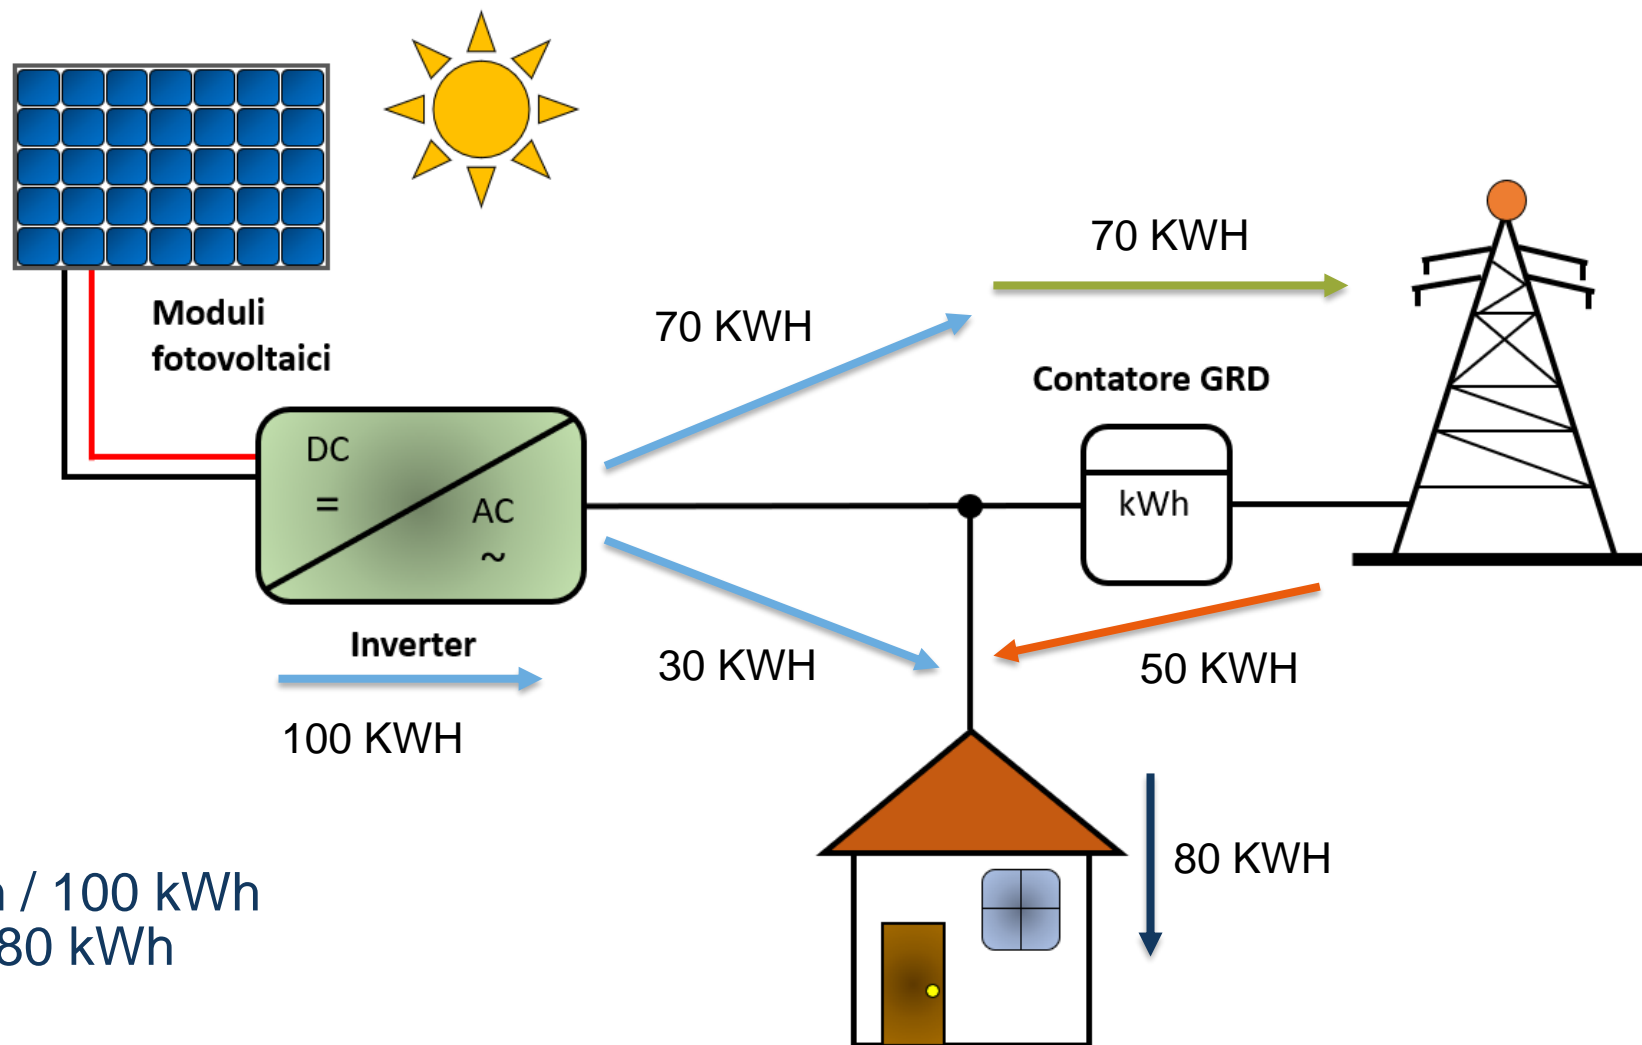 70 KWH
70 KWH
Moduli
fotovoltaici
Contatore GRD
DC
=
AC
~
kWh
Inverter
30 KWH
50 KWH
100 KWH
80 KWH
/ 100 kWh
80 kWh